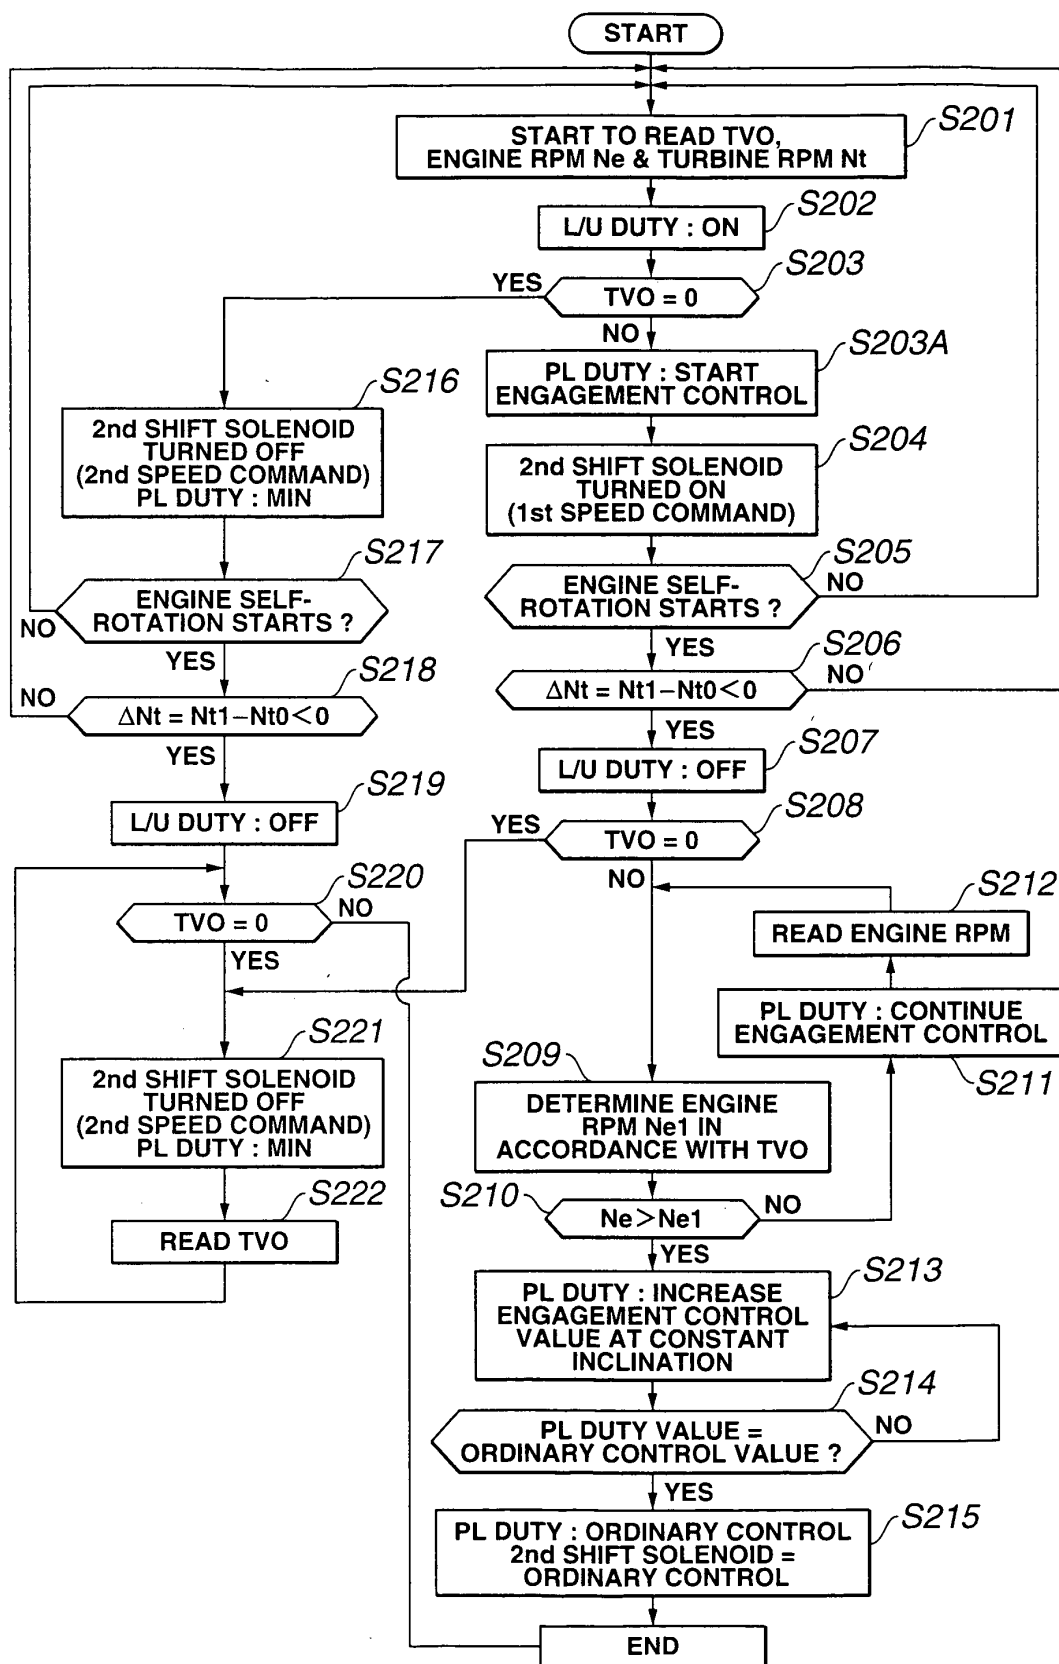 START
S201
START TO READ TVO,
ENGINE RPM Ne & TURBINE RPM Nt
S202
L/U DUTY : ON
S203
YES
TVO = 0
NO
S203A
PL DUTY : START
ENGAGEMENT CONTROL
S216
2nd SHIFT SOLENOID
TURNED OFF
(2nd SPEED COMMAND)
PL DUTY : MIN
S204
2nd SHIFT SOLENOID
TURNED ON
(1st SPEED COMMAND)
S217
ENGINE SELF-
ROTATION STARTS ?
NO
YES
S205
ENGINE SELF-
ROTATION STARTS ?
NO
YES
S218
NO
ΔNt = Nt1–Nt0<0
YES
S206
ΔNt = Nt1–Nt0<0
NO
YES
S207
L/U DUTY : OFF
S219
L/U DUTY : OFF
S208
YES
TVO = 0
NO
S220
TVO = 0
NO
YES
S212
READ ENGINE RPM
PL DUTY : CONTINUE
ENGAGEMENT CONTROL
S211
S221
2nd SHIFT SOLENOID
TURNED OFF
(2nd SPEED COMMAND)
PL DUTY : MIN
S222
READ TVO
S209
DETERMINE ENGINE
RPM Ne1 IN
ACCORDANCE WITH TVO
S210
Ne>Ne1
NO
YES
S213
PL DUTY : INCREASE
ENGAGEMENT CONTROL
VALUE AT CONSTANT
INCLINATION
S214
PL DUTY VALUE =
ORDINARY CONTROL VALUE ?
NO
YES
S215
PL DUTY : ORDINARY CONTROL
2nd SHIFT SOLENOID =
ORDINARY CONTROL
END